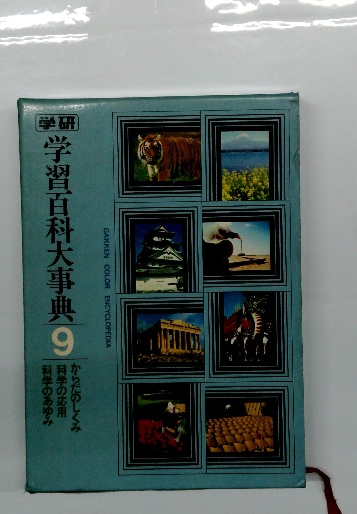 学研
学習百科大事典
9
GAKKEN COLOR ENCYCLOPEDIA
からだのしくみ
科学の応用
科学のあゆみ